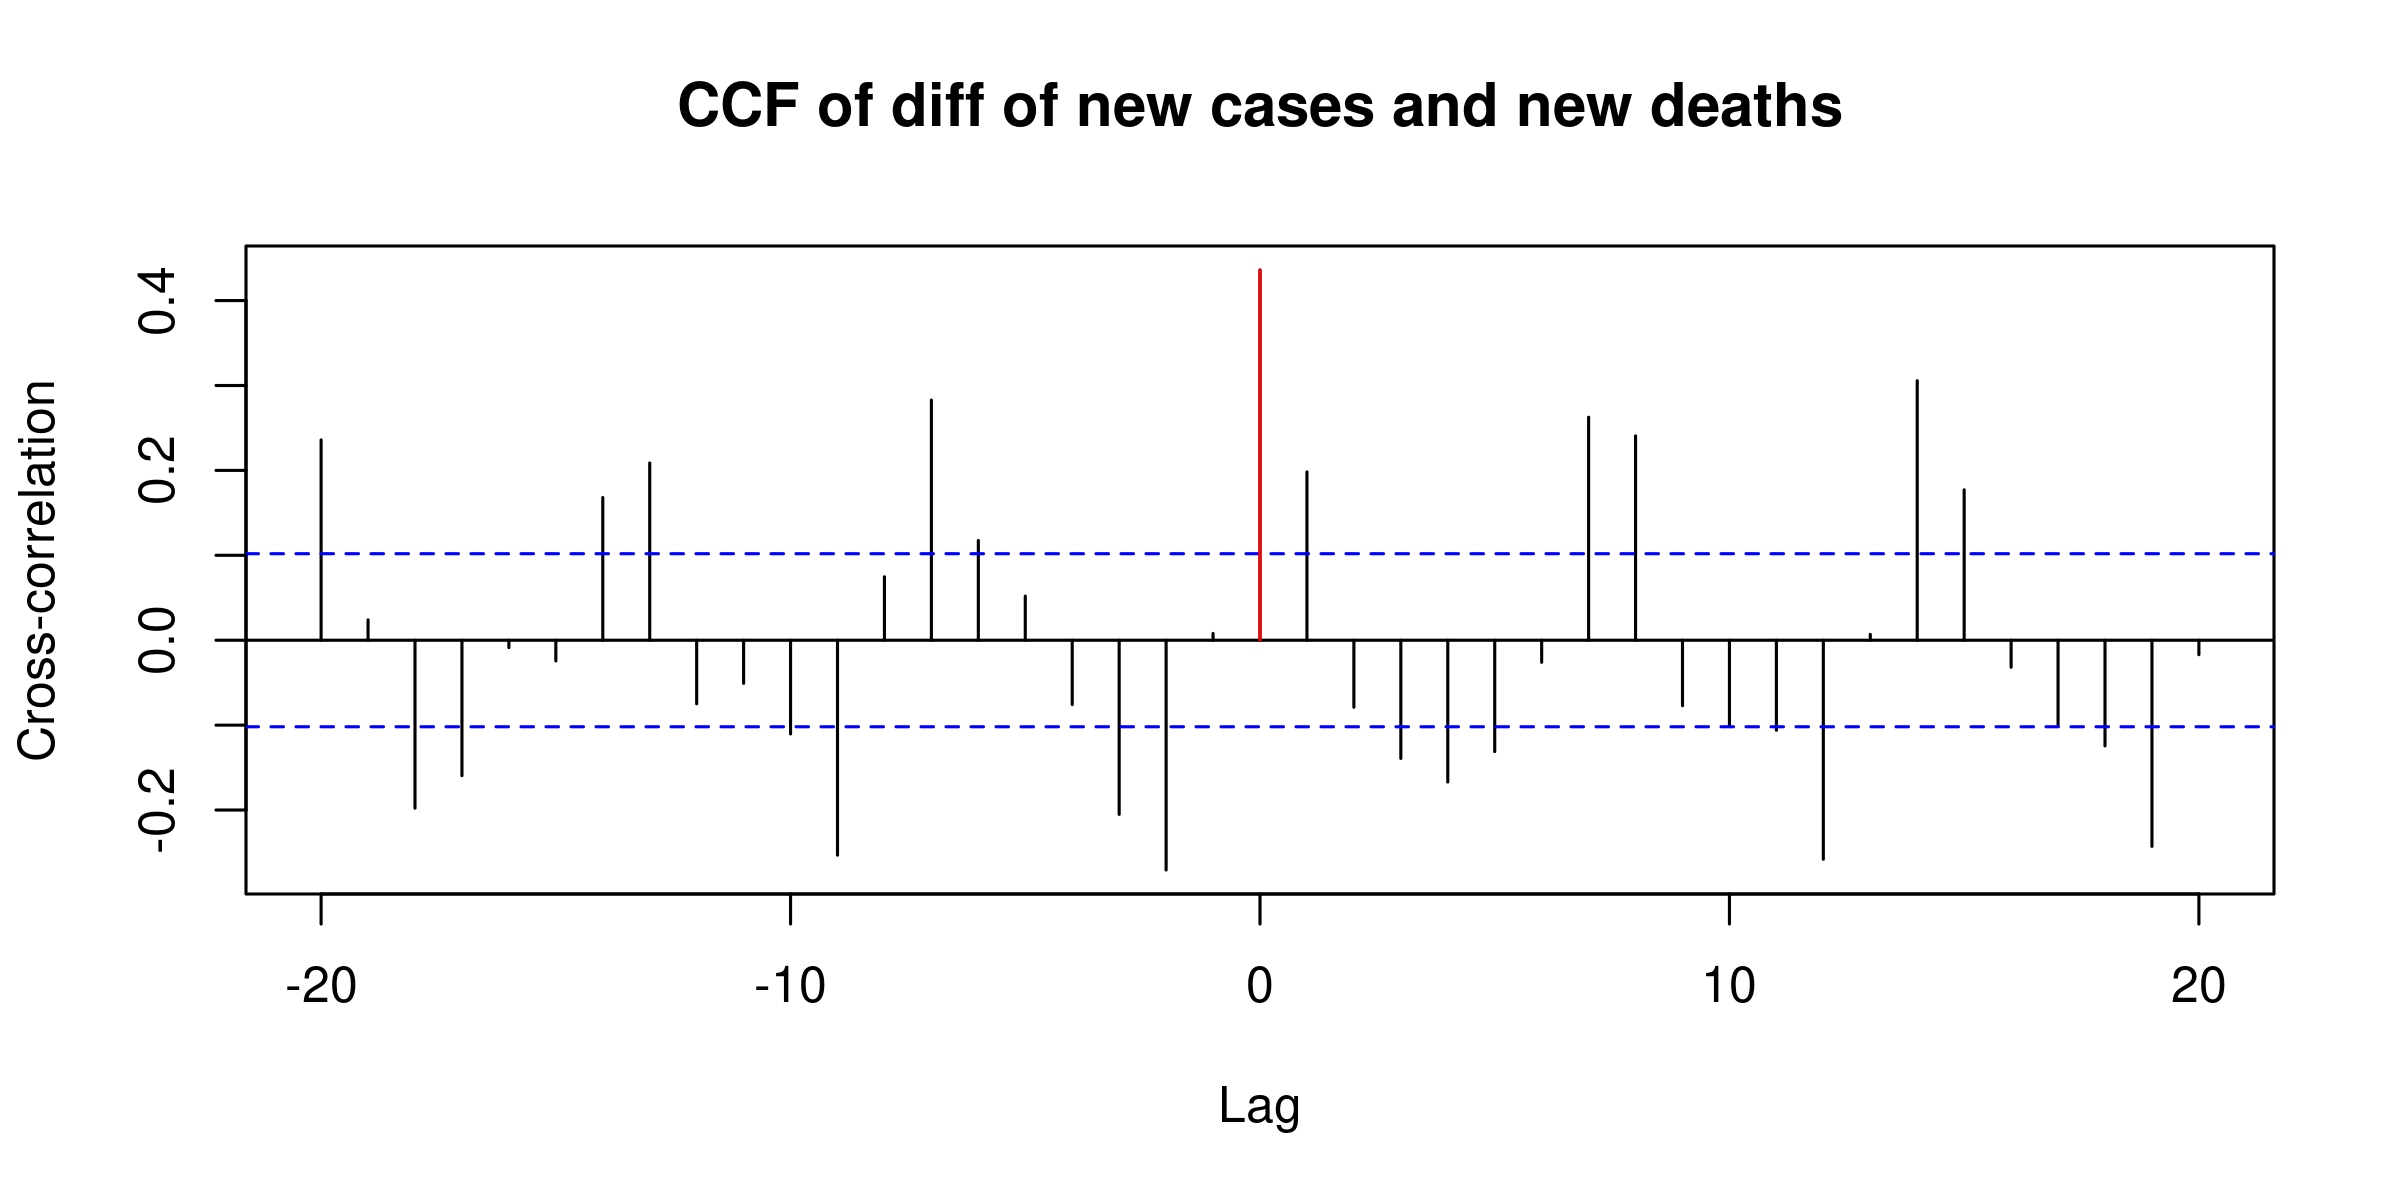 CCF of diff of new cases and new deaths
Cross-correlation
0.4
0.2
0.0
-0.2
-20 -10 0 10 20
Lag